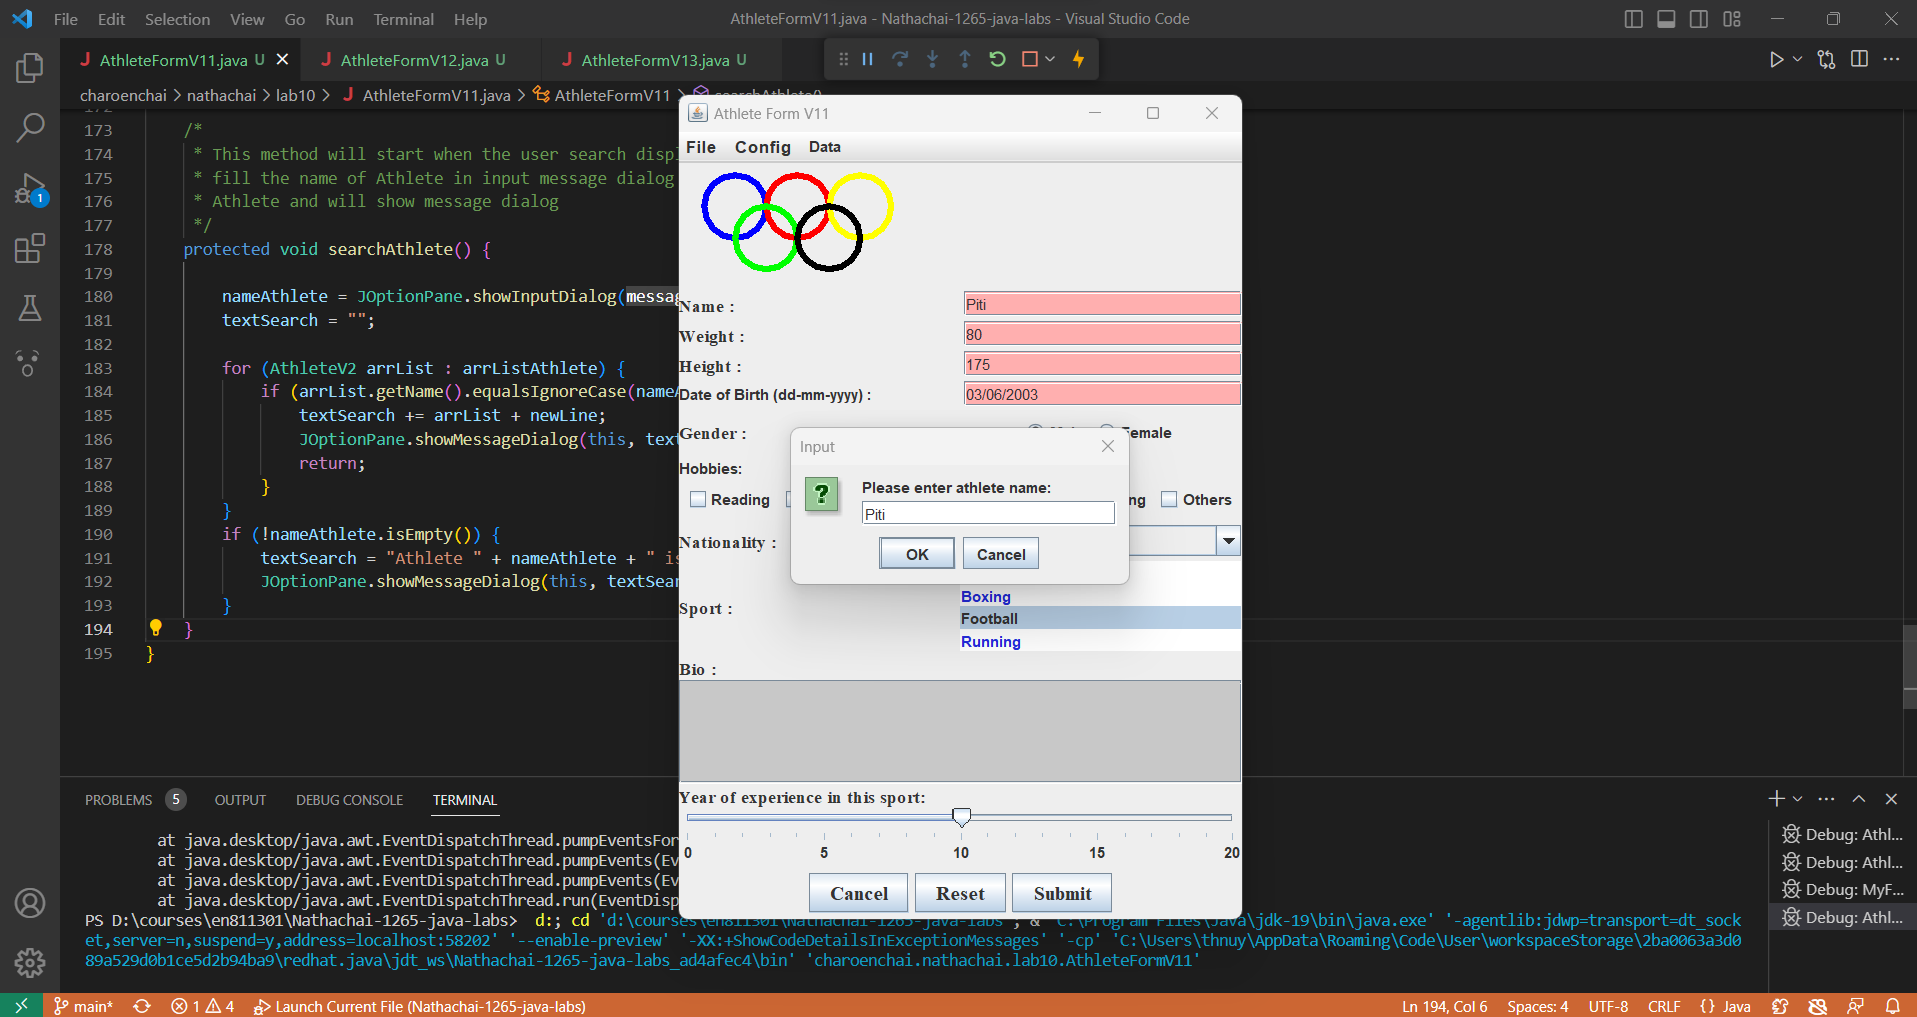 File Edit Selection View Go Run Terminal Help
AthleteFormV11.java - Nathachai-1265-java-labs - Visual Studio Code
J AthleteFormV11.java U
J AthleteFormV12.java U
J AthleteFormV13.java U
charoenchai > nathachai > lab10 > J AthleteFormV11.java > AthleteFormV11 >
173 /*
174 * This method will start when the user search disp
175 * fill the name of Athlete in input message dialog
176 * Athlete and will show message dialog
177 */
178 protected void searchAthlete() {
179
180 nameAthlete = JOptionPane.showInputDialog(messag
181 textSearch = "";
182
183 for (AthleteV2 arrList : arrListAthlete) {
184 if (arrList.getName().equalsIgnoreCase(nameA
185 textSearch += arrList + newLine;
186 JOptionPane.showMessageDialog(this, text
187 return;
188 }
189 }
190 if (!nameAthlete.isEmpty()) {
191 textSearch = "Athlete " + nameAthlete + " is
192 JOptionPane.showMessageDialog(this, textSear
193 }
194 }
195 }
Athlete Form V11
File Config Data
Name : Piti
Weight : 80
Height : 175
Date of Birth (dd-mm-yyyy) : 03/06/2003
Gender : Female
Hobbies:
Reading ng Others
Nationality :
Sport :
Boxing
Football
Running
Bio :
Year of experience in this sport:
0 5 10 15 20
Cancel Reset Submit
Input
Please enter athlete name:
Piti
OK Cancel
PROBLEMS 5 OUTPUT DEBUG CONSOLE TERMINAL
at java.desktop/java.awt.EventDispatchThread.pumpEventsFor
at java.desktop/java.awt.EventDispatchThread.pumpEvents(Ev
at java.desktop/java.awt.EventDispatchThread.pumpEvents(Ev
at java.desktop/java.awt.EventDispatchThread.run(EventDisp
PS D:\courses\en811301\Nathachai-1265-java-labs> d:; cd 'd:\courses\en811301\Nathachai-1265-java-labs'; & 'C:\Program Files\Java\jdk-19\bin\java.exe' '-agentlib:jdwp=transport=dt_sock
et,server=n,suspend=y,address=localhost:58202' '--enable-preview' '-XX:+ShowCodeDetailsInExceptionMessages' '-cp' 'C:\Users\thnuy\AppData\Roaming\Code\User\workspaceStorage\2ba0063a3d0
89a529d0b1ce5d2b94ba9\redhat.java\jdt_ws\Nathachai-1265-java-labs_ad4afec4\bin' 'charoenchai.nathachai.lab10.AthleteFormV11'
Debug: Athl...
Debug: Athl...
Debug: MyF...
Debug: Athl...
1
main* 1 4 Launch Current File (Nathachai-1265-java-labs)
Ln 194, Col 6 Spaces: 4 UTF-8 CRLF {} Java